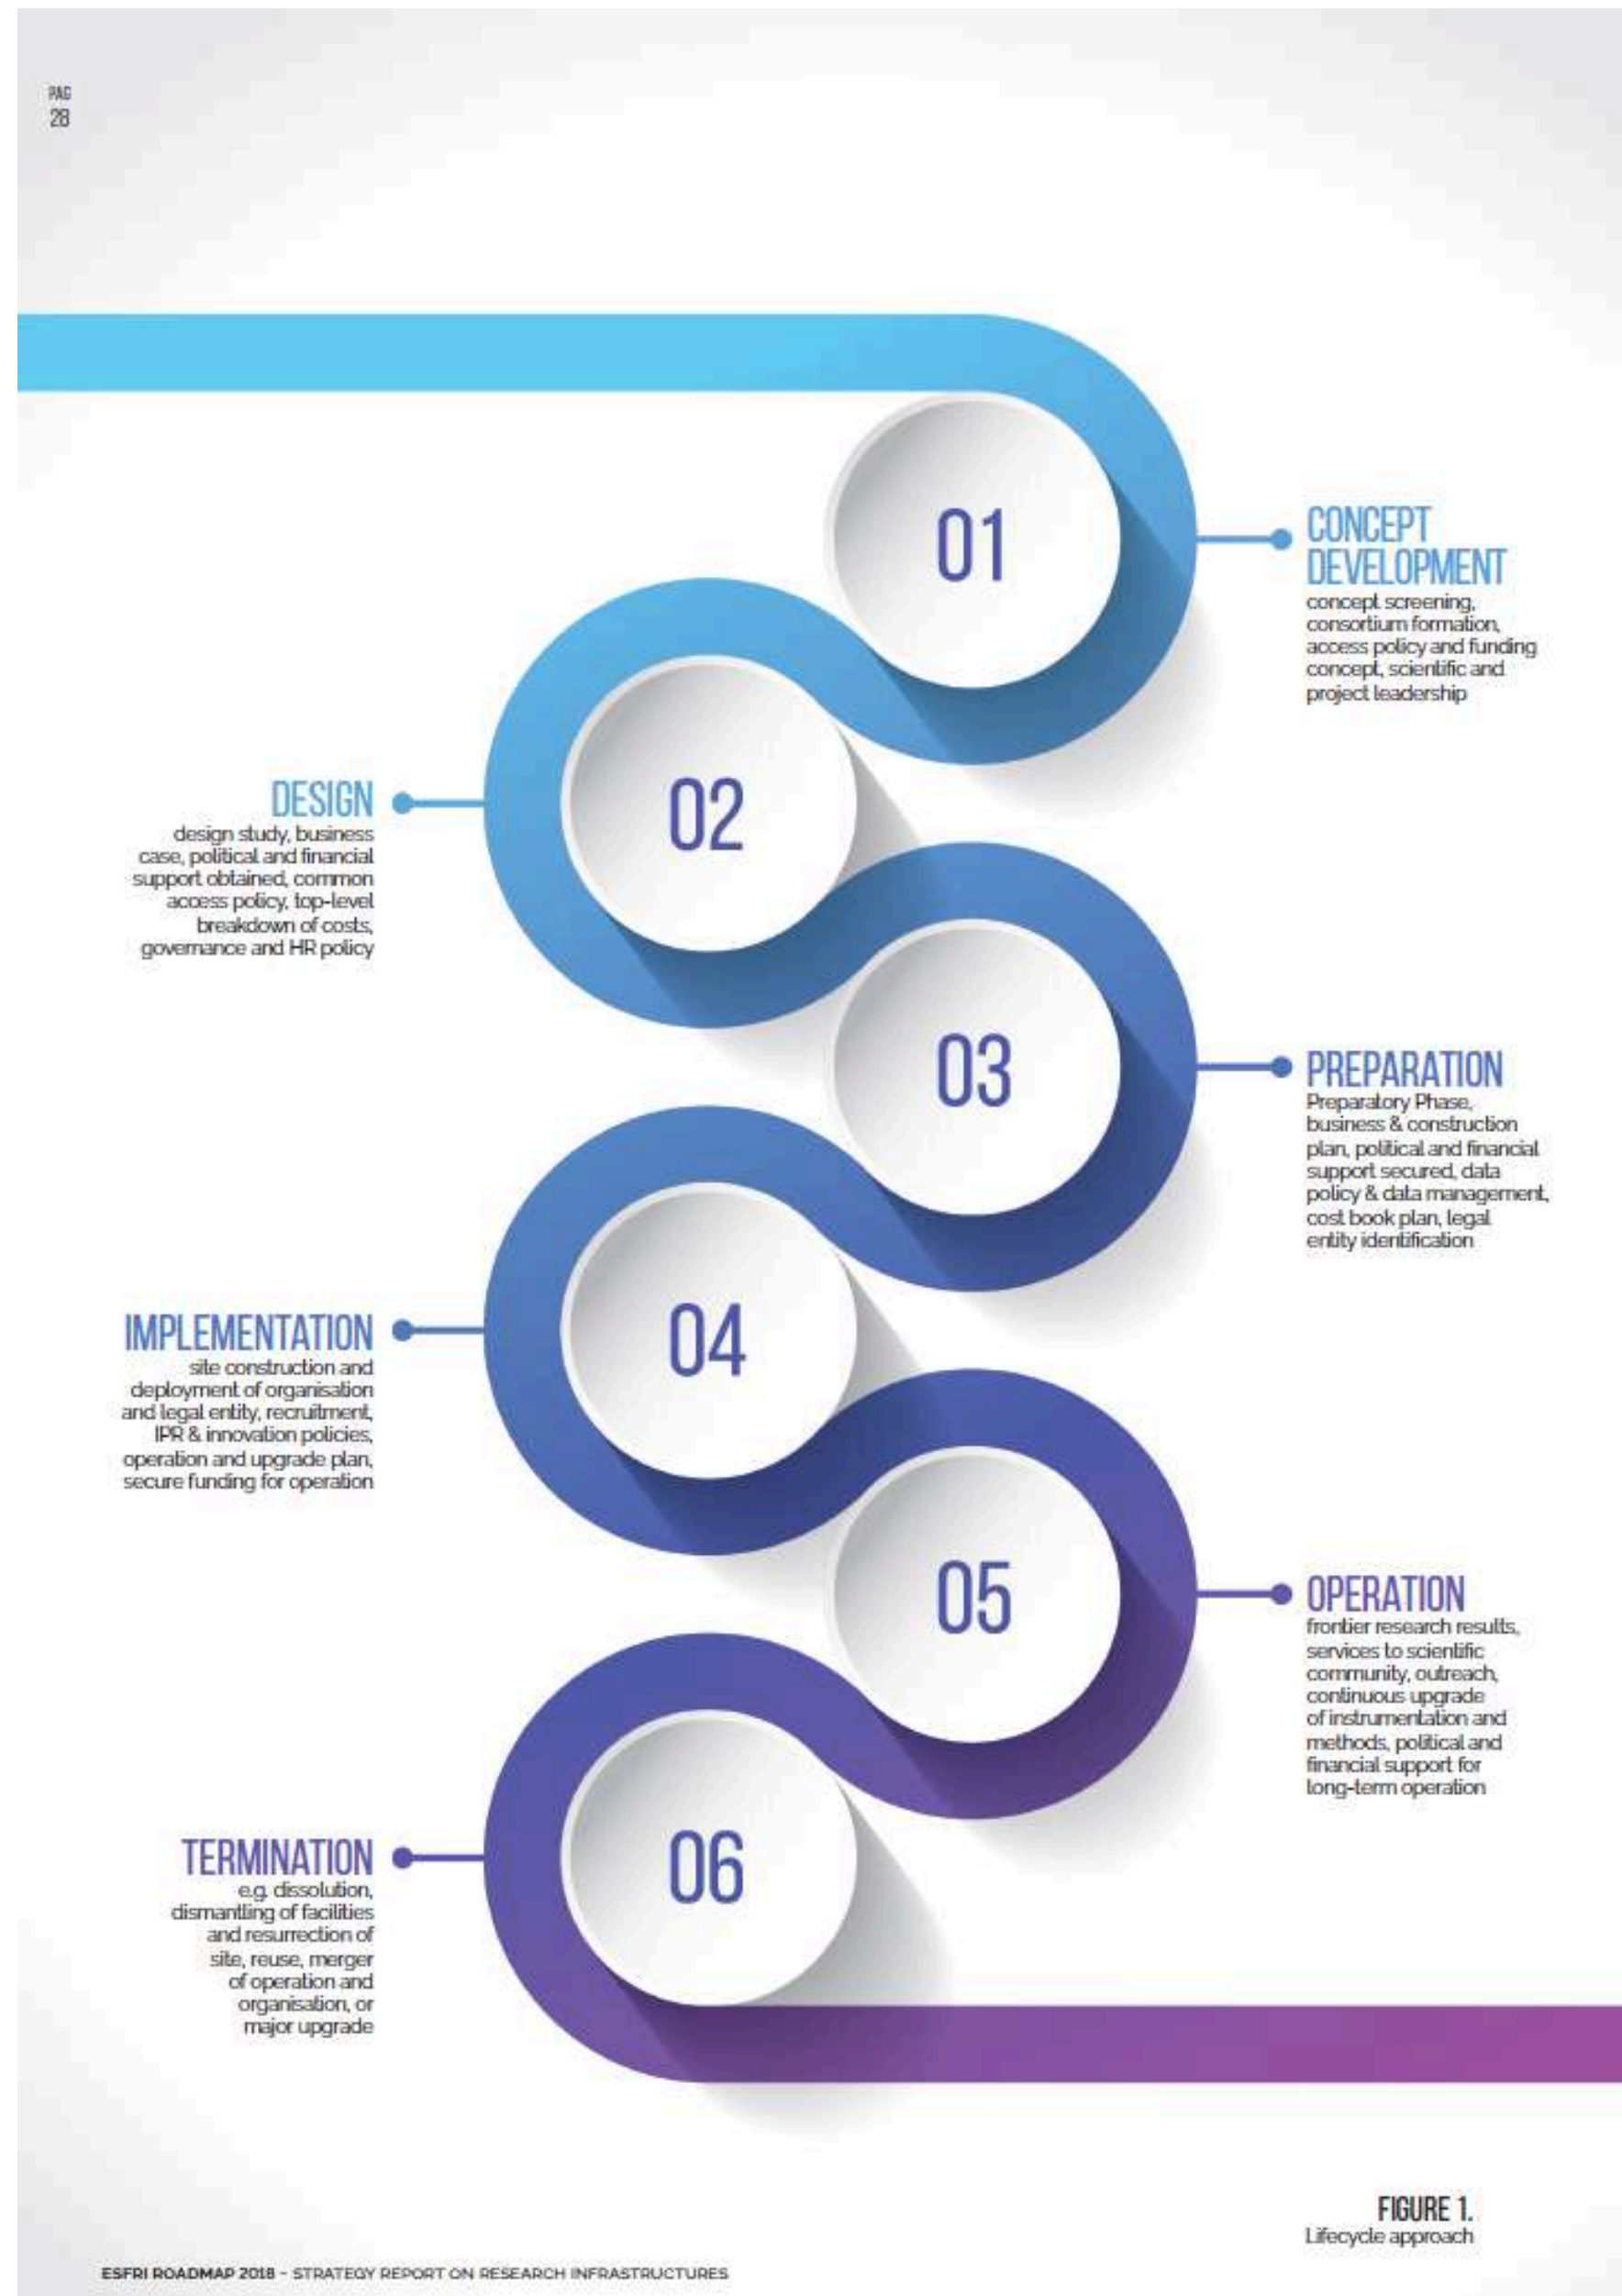 PAG
28
01
CONCEPT
DEVELOPMENT
concept screening,
consortium formation,
access policy and funding
concept, scientific and
project leadership
02
DESIGN
design study, business
case, political and financial
support obtained, common
access policy, top-level
breakdown of costs,
governance and HR policy
03
PREPARATION
Preparatory Phase,
business & construction
plan, political and financial
support secured, data
policy & data management,
cost book plan, legal
entity identification
04
IMPLEMENTATION
site construction and
deployment of organisation
and legal entity, recruitment,
IPR & innovation policies,
operation and upgrade plan,
secure funding for operation
05
OPERATION
frontier research results,
services to scientific
community, outreach,
continuous upgrade
of instrumentation and
methods, political and
financial support for
long-term operation
06
TERMINATION
e.g. dissolution,
dismantling of facilities
and resurrection of
site, reuse, merger
of operation and
organisation, or
major upgrade
FIGURE 1.
Lifecycle approach
ESFRI ROADMAP 2018 - STRATEGY REPORT ON RESEARCH INFRASTRUCTURES